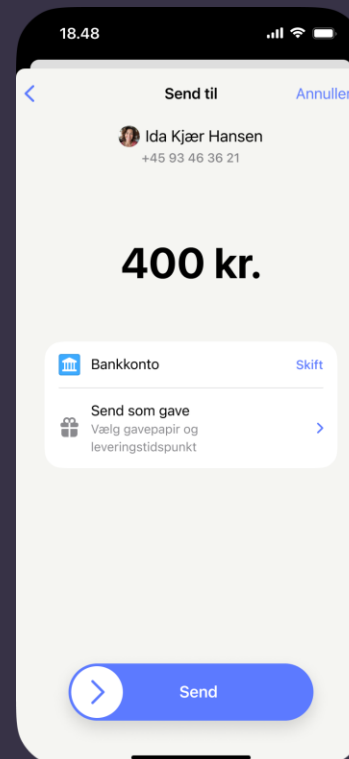 18.48
Send til
Annuller
Ida Kjær Hansen
+45 93 46 36 21
400 kr.
Bankkonto
Skift
Send som gave
Vælg gavepapir og
leveringstidspunkt
Send